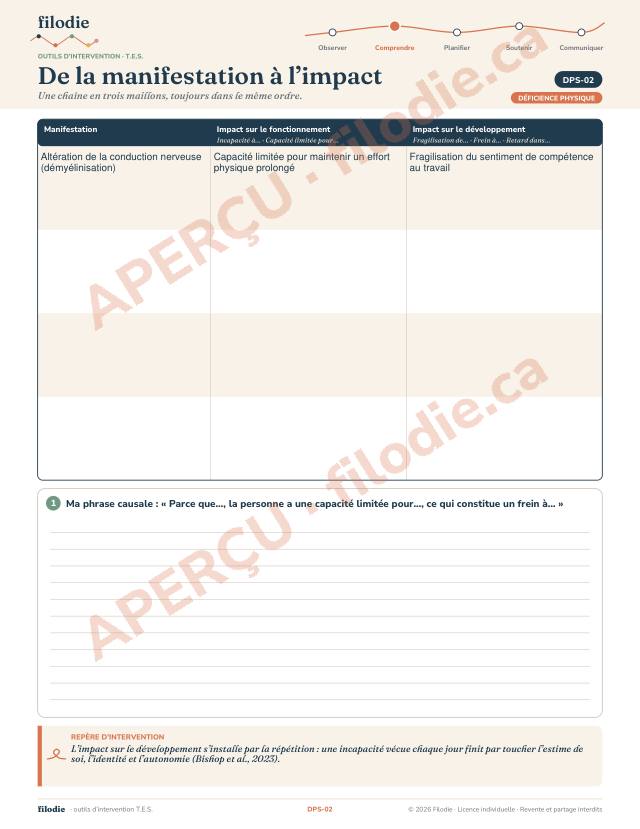 filodie
OUTILS D'INTERVENTION · T.E.S.
Observer
Comprendre
Planifier
Soutenir
Communiquer
De la manifestation à l'impact
Une chaîne en trois maillons, toujours dans le même ordre.
DPS-02
DÉFICIENCE PHYSIQUE
Manifestation
Impact sur le fonctionnement
Incapacité à... · Capacité limitée pour...
Impact sur le développement
Fragilisation de... · Frein à... · Retard dans...
Altération de la conduction nerveuse
(démyélinisation)
Capacité limitée pour maintenir un effort
physique prolongé
Fragilisation du sentiment de compétence
au travail
APERÇU · filodie.ca
1 Ma phrase causale : « Parce que..., la personne a une capacité limitée pour..., ce qui constitue un frein à... »
APERÇU · filodie.ca
REPÈRE D'INTERVENTION
L'impact sur le développement s'installe par la répétition : une incapacité vécue chaque jour finit par toucher l'estime de
soi, l'identité et l'autonomie (Bishop et al., 2023).
filodie · outils d'intervention T.E.S.
DPS-02
© 2026 Filodie · Licence individuelle · Revente et partage interdits